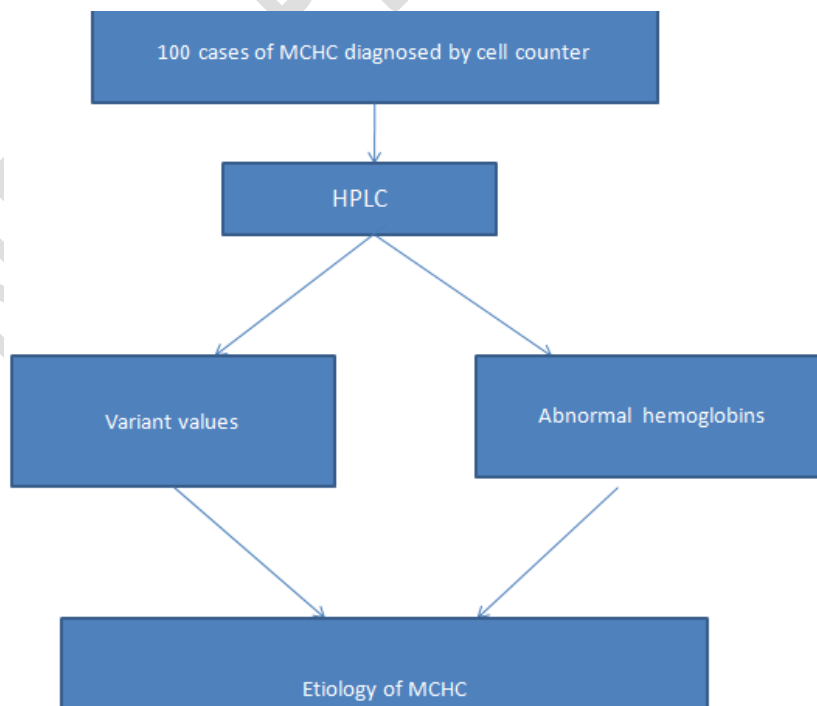 100 cases of MCHC diagnosed by cell counter
HPLC
Variant values
Abnormal hemoglobins
Etiology of MCHC